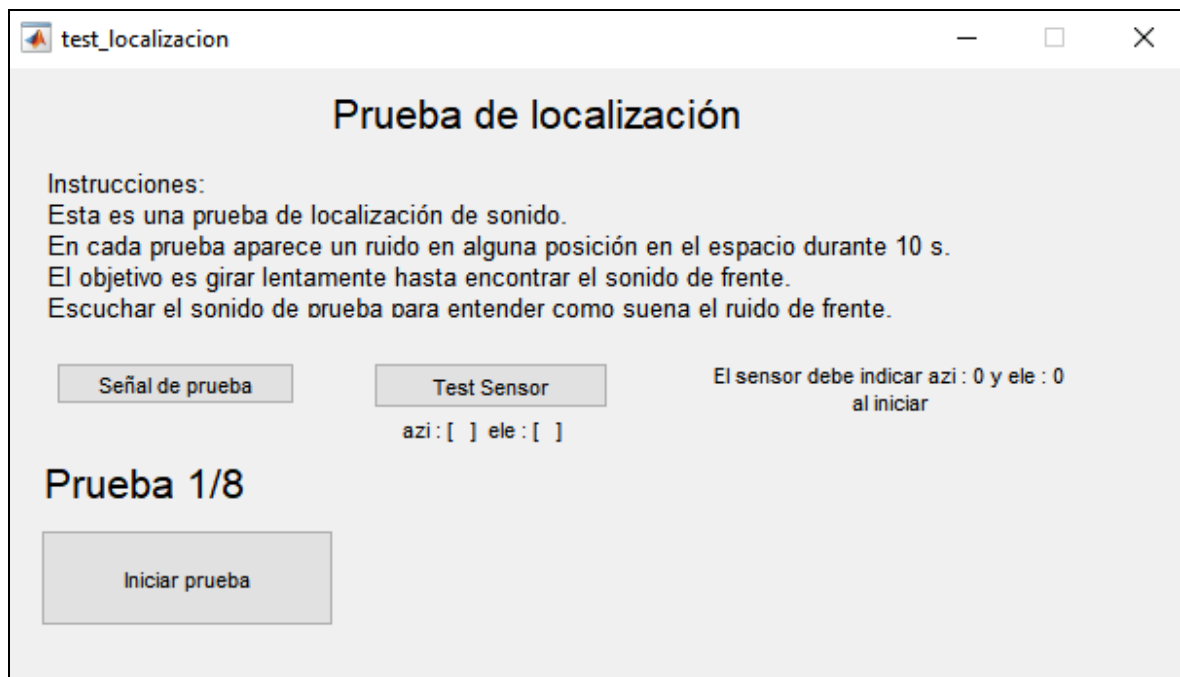 test_localizacion
Prueba de localización
Instrucciones:
Esta es una prueba de localización de sonido.
En cada prueba aparece un ruido en alguna posición en el espacio durante 10 s.
El objetivo es girar lentamente hasta encontrar el sonido de frente.
Escuchar el sonido de prueba para entender como suena el ruido de frente.
Señal de prueba
Test Sensor
El sensor debe indicar azi : 0 y ele : 0
al iniciar
azi : [ ] ele : [ ]
Prueba 1/8
Iniciar prueba